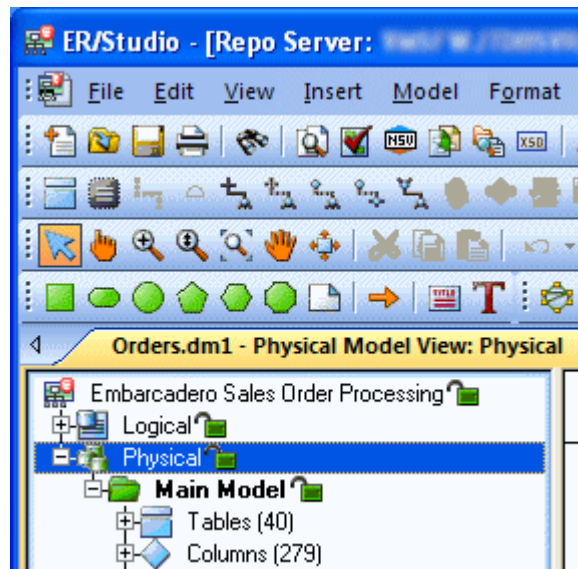 ER/Studio - [Repo Server:
File Edit View Insert Model Format
NSU XSD
TITLE T
Orders.dm1 - Physical Model View: Physical
Embarcadero Sales Order Processing
Logical
Physical
Main Model
Tables (40)
Columns (279)